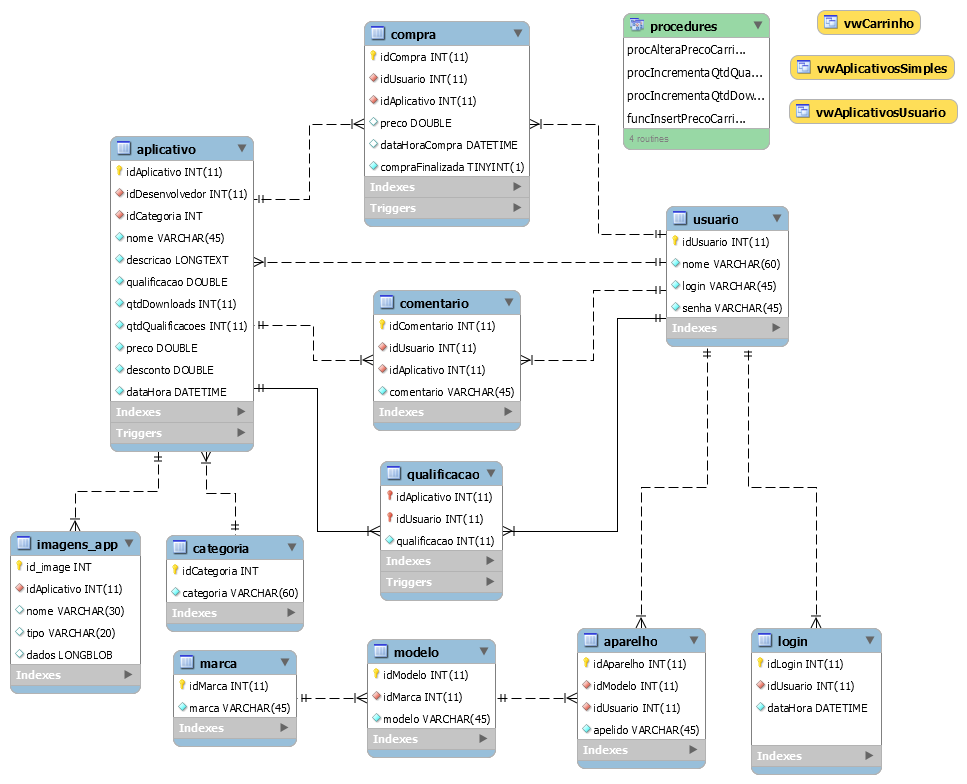 compra
idCompra INT(11)
idUsuario INT(11)
idAplicativo INT(11)
preco DOUBLE
dataHoraCompra DATETIME
compraFinalizada TINYINT(1)
Indexes
Triggers
procedures
procAlteraPrecoCarri...
procIncrementaQtdQua...
procIncrementaQtdDow...
funcInsertPrecoCarri...
4 routines
vwCarrinho
vwAplicativosSimples
vwAplicativosUsuario
aplicativo
idAplicativo INT(11)
idDesenvolvedor INT(11)
idCategoria INT
nome VARCHAR(45)
descricao LONGTEXT
qualificacao DOUBLE
qtdDownloads INT(11)
qtdQualificacoes INT(11)
preco DOUBLE
desconto DOUBLE
dataHora DATETIME
Indexes
Triggers
usuario
idUsuario INT(11)
nome VARCHAR(60)
login VARCHAR(45)
senha VARCHAR(45)
Indexes
comentario
idComentario INT(11)
idUsuario INT(11)
idAplicativo INT(11)
comentario VARCHAR(45)
Indexes
qualificacao
idAplicativo INT(11)
idUsuario INT(11)
qualificacao INT(11)
Indexes
Triggers
imagens_app
id_image INT
idAplicativo INT(11)
nome VARCHAR(30)
tipo VARCHAR(20)
dados LONGBLOB
Indexes
categoria
idCategoria INT
categoria VARCHAR(60)
Indexes
marca
idMarca INT(11)
marca VARCHAR(45)
Indexes
modelo
idModelo INT(11)
idMarca INT(11)
modelo VARCHAR(45)
Indexes
aparelho
idAparelho INT(11)
idModelo INT(11)
idUsuario INT(11)
apelido VARCHAR(45)
Indexes
login
idLogin INT(11)
idUsuario INT(11)
dataHora DATETIME
Indexes